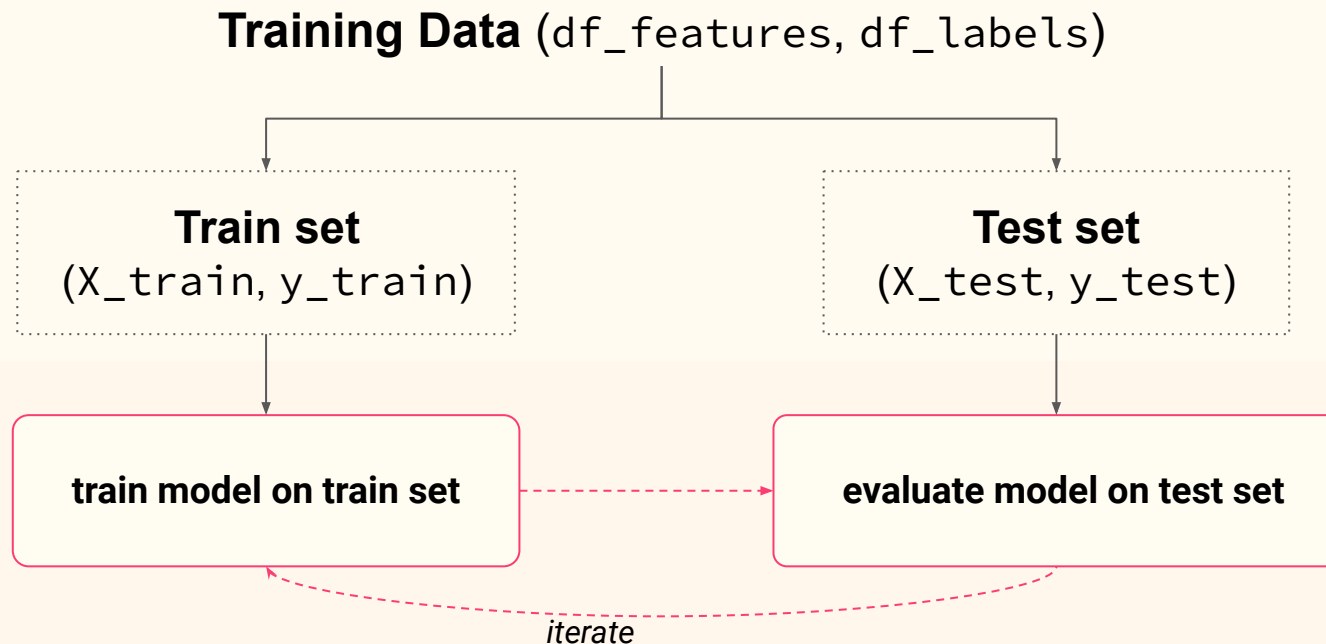 Training Data (df_features, df_labels)
Train set
(X_train, y_train)
Test set
(X_test, y_test)
train model on train set
evaluate model on test set
iterate